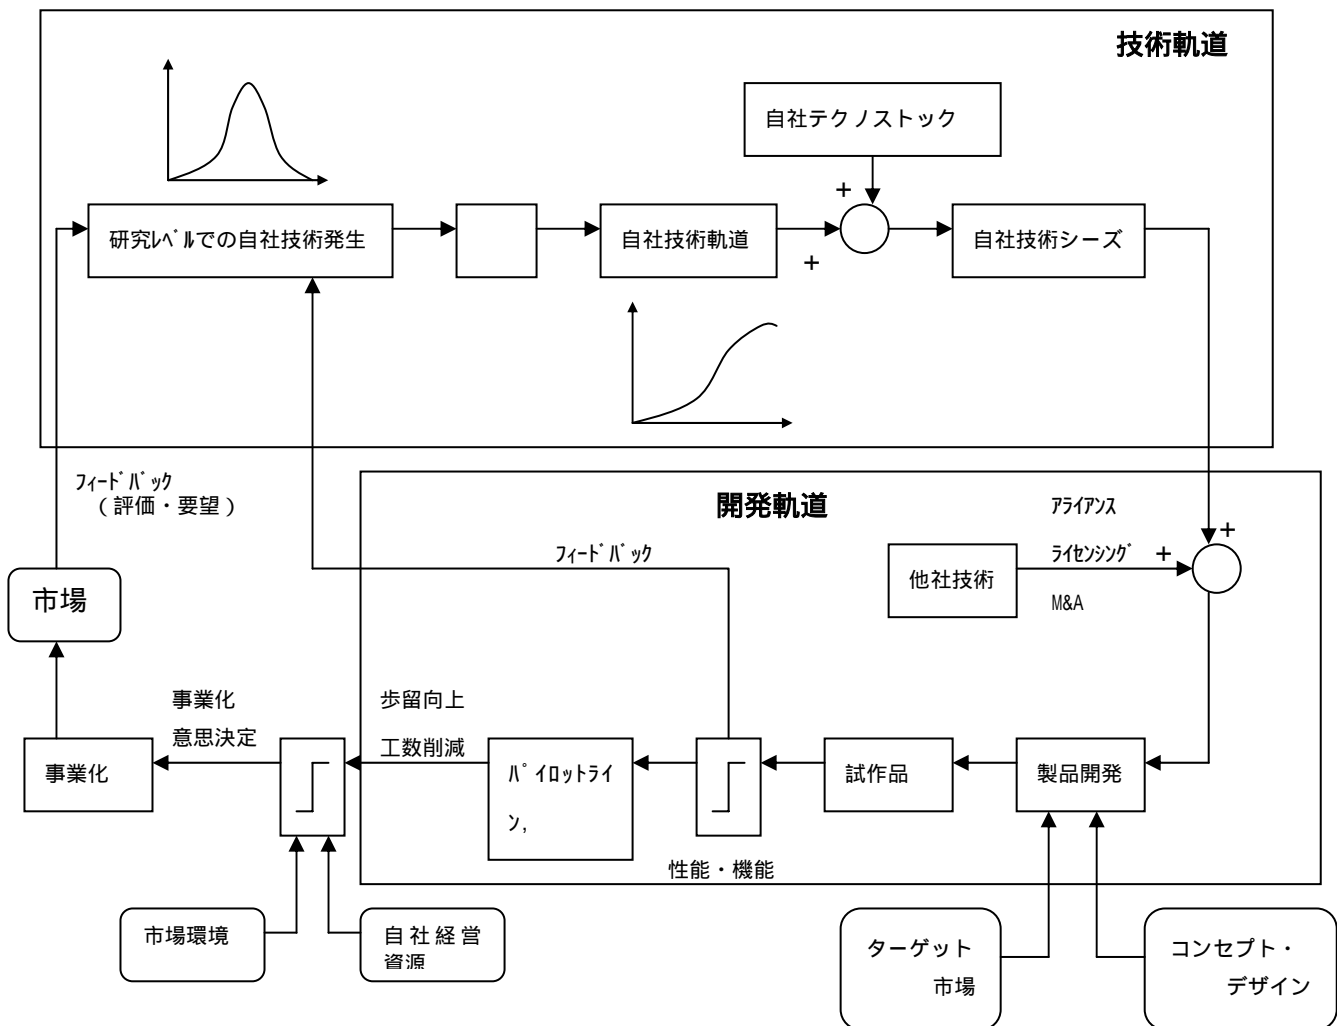 技術軌道
自社テクノストック
+
研究ﾚﾍﾞﾙでの自社技術発生
自社技術軌道
自社技術シーズ
+
ﾌｨｰﾄﾞﾊﾞｯｸ
（評価・要望）
開発軌道
ｱﾗｲｱﾝｽ
+
ﾌｨｰﾄﾞﾊﾞｯｸ
ﾗｲｾﾝｼﾝｸﾞ
+
他社技術
市場
M&A
事業化
歩留向上
意思決定
工数削減
事業化
ﾊﾟｲﾛｯﾄﾗｲ
試作品
製品開発
ン,
性能・機能
市場環境
自社経営
資源
ターゲット
市場
コンセプト・
デザイン